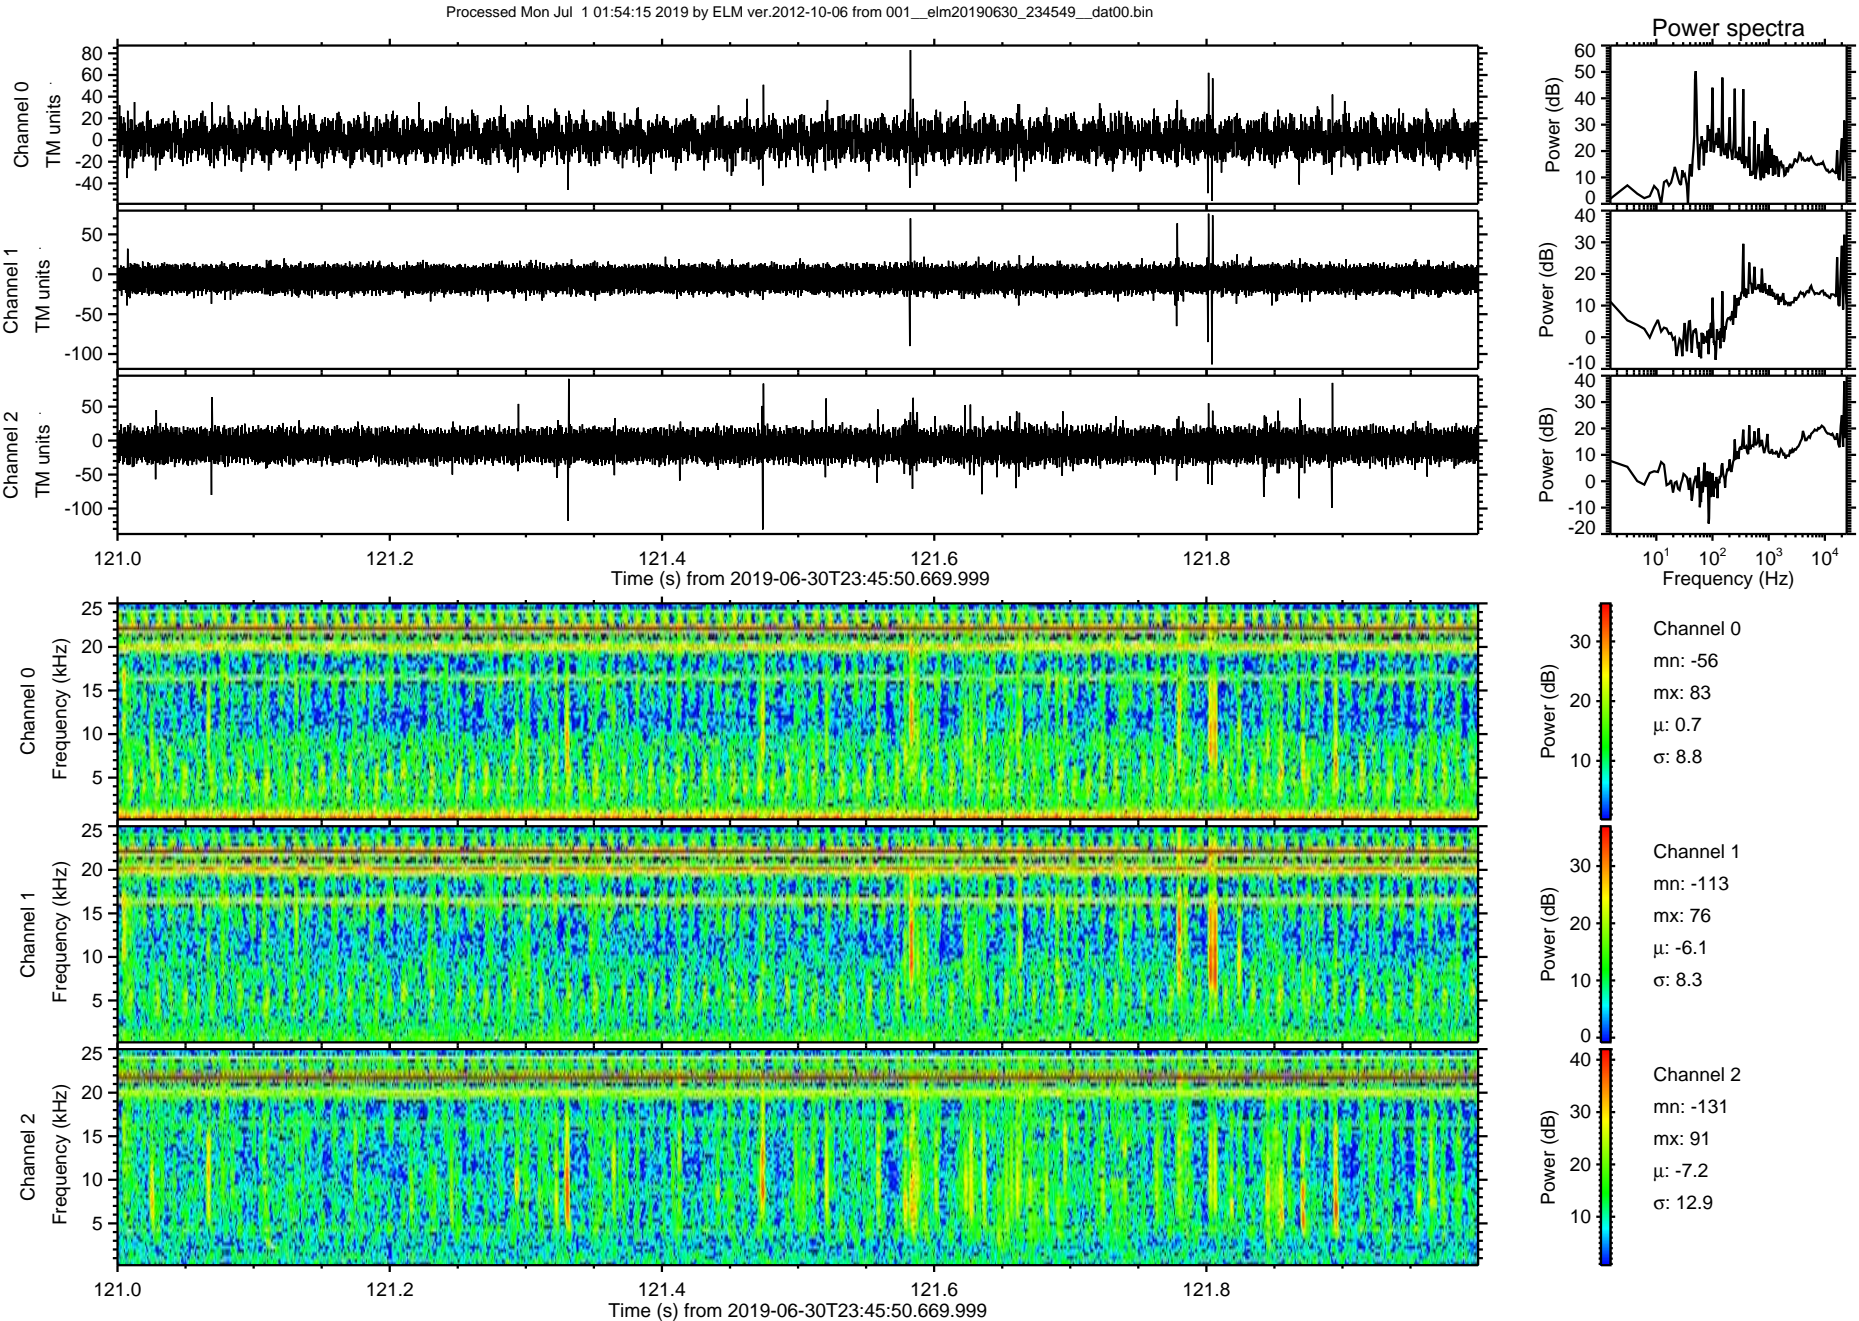 Processed Mon Jul  1 01:54:15 2019 by ELM ver.2012-10-06 from 001__elm20190630_234549__dat00.bin
Power spectra
Channel 0
TM units
80
60
40
20
0
-20
-40
Power (dB)
60
50
40
30
20
10
0
Channel 1
TM units
50
0
-50
-100
Power (dB)
40
30
20
10
0
-10
Channel 2
TM units
50
0
-50
-100
Power (dB)
40
30
20
10
0
-10
-20
121.0 121.2 121.4 121.6 121.8
Time (s) from 2019-06-30T23:45:50.669.999
10¹ 10² 10³ 10⁴
Frequency (Hz)
Channel 0
Frequency (kHz)
25
20
15
10
5
Power (dB)
30
20
10
Channel 0
mn: -56
mx: 83
µ: 0.7
σ: 8.8
Channel 1
Frequency (kHz)
25
20
15
10
5
Power (dB)
30
20
10
0
Channel 1
mn: -113
mx: 76
µ: -6.1
σ: 8.3
Channel 2
Frequency (kHz)
25
20
15
10
5
Power (dB)
40
30
20
10
Channel 2
mn: -131
mx: 91
µ: -7.2
σ: 12.9
121.0 121.2 121.4 121.6 121.8
Time (s) from 2019-06-30T23:45:50.669.999